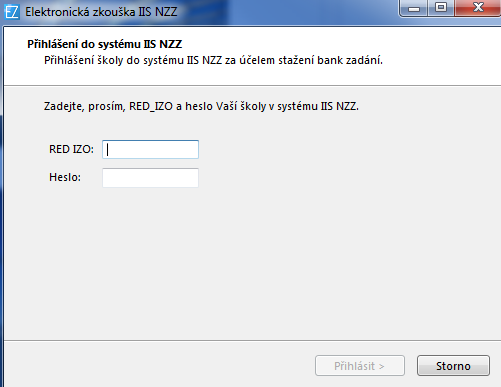 EZ Elektronická zkouška IIS NZZ
Přihlášení do systému IIS NZZ
Přihlášení školy do systému IIS NZZ za účelem stažení bank zadání.
Zadejte, prosím, RED_IZO a heslo Vaší školy v systému IIS NZZ.
RED IZO:
Heslo:
Přihlásit > Storno